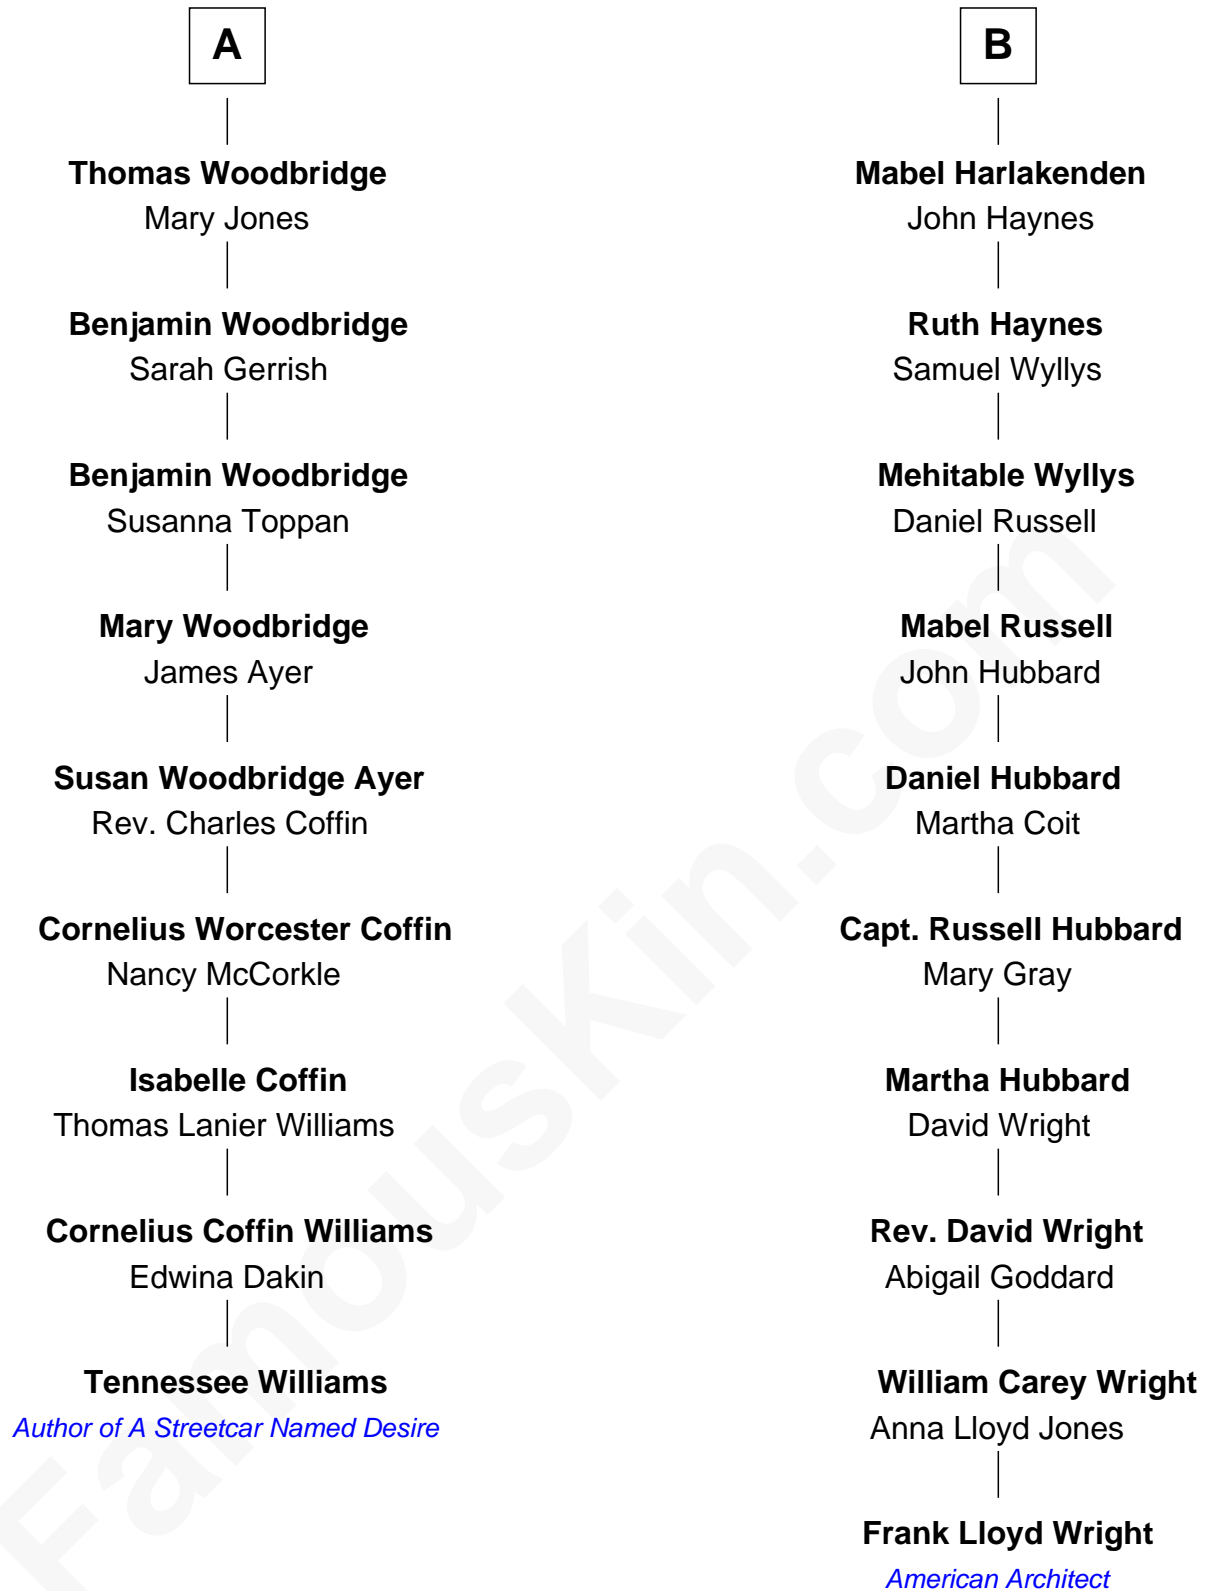 A
Thomas Woodbridge
Mary Jones
Benjamin Woodbridge
Sarah Gerrish
Benjamin Woodbridge
Susanna Toppan
Mary Woodbridge
James Ayer
Susan Woodbridge Ayer
Rev. Charles Coffin
Cornelius Worcester Coffin
Nancy McCorkle
Isabelle Coffin
Thomas Lanier Williams
Cornelius Coffin Williams
Edwina Dakin
Tennessee Williams
Author of A Streetcar Named Desire
B
Mabel Harlakenden
John Haynes
Ruth Haynes
Samuel Wyllys
Mehitable Wyllys
Daniel Russell
Mabel Russell
John Hubbard
Daniel Hubbard
Martha Coit
Capt. Russell Hubbard
Mary Gray
Martha Hubbard
David Wright
Rev. David Wright
Abigail Goddard
William Carey Wright
Anna Lloyd Jones
Frank Lloyd Wright
American Architect
FamousKin.com